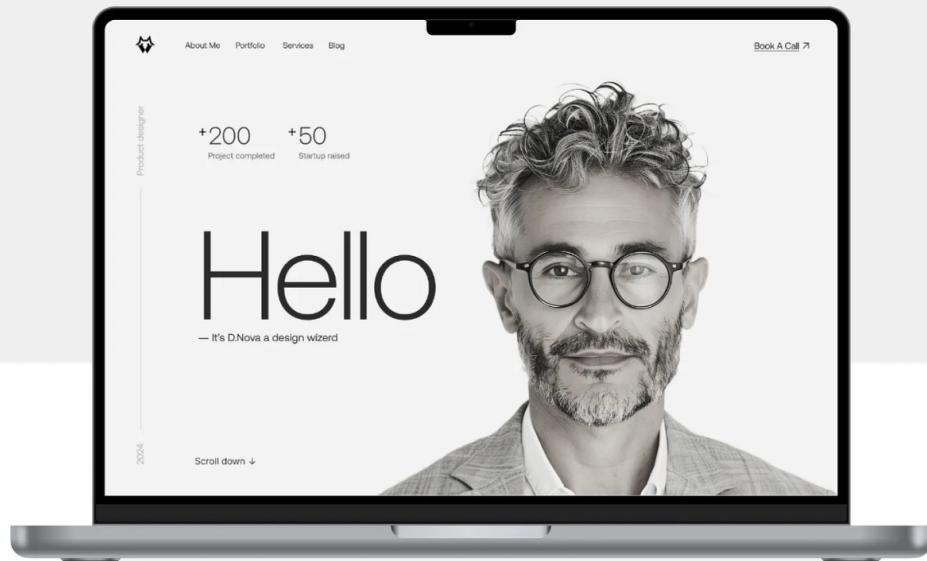 About Me Portfolio Services Blog Book A Call ↗
Product designer
+200 +50
Project completed Startup raised
Hello
— It's D.Nova a design wizerd
2024
Scroll down ↓